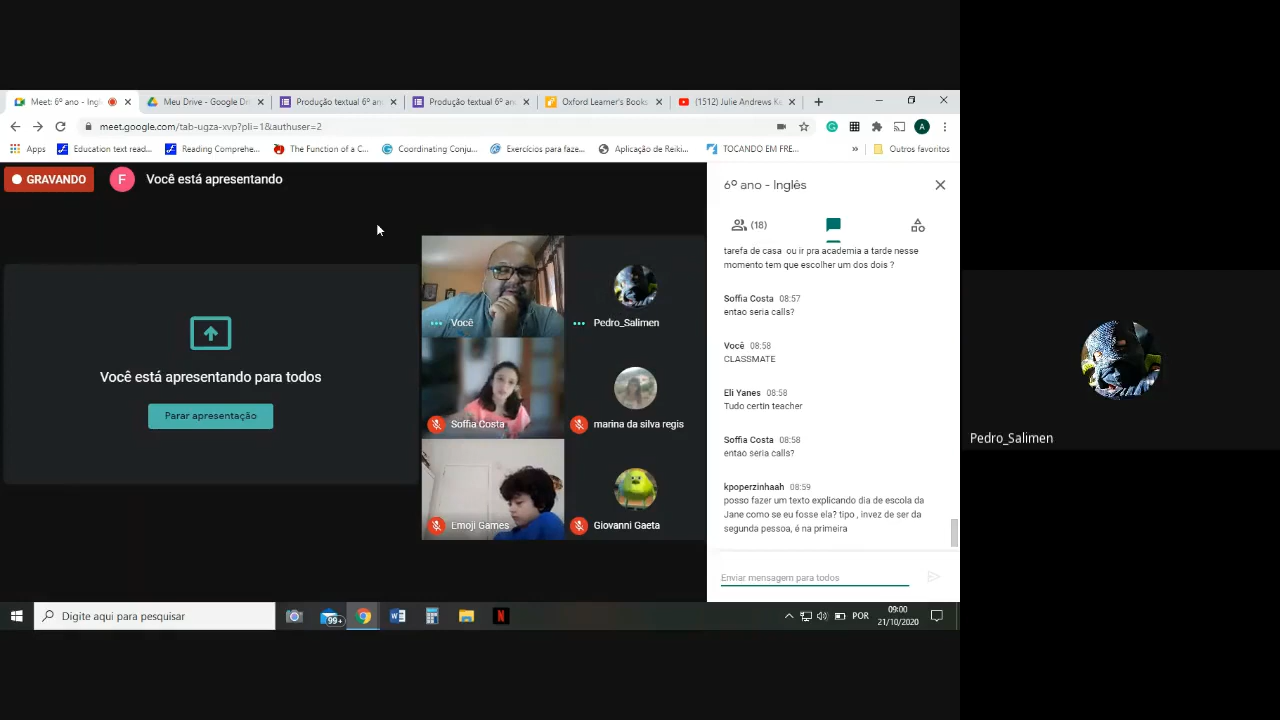 Meet: 6º ano - Ingl
Meu Drive - Google Dr
Produção textual 6º an
Produção textual 6º an
Oxford Learner's Books
(1512) Julie Andrews K
meet.google.com/tab-ugza-xvp?pli=1&authuser=2
A
Apps
Education text read...
Reading Comprehe...
The Function of a C...
Coordinating Conju...
Exercícios para faze...
Aplicação de Reiki...
TOCANDO EM FRE...
»
Outros favoritos
GRAVANDO
F
Você está apresentando
Você está apresentando para todos
Parar apresentação
Você
Pedro_Salimen
Soffia Costa
marina da silva regis
Emoji Games
Giovanni Gaeta
6º ano - Inglês
(18)
tarefa de casa ou ir pra academia a tarde nesse
momento tem que escolher um dos dois ?
Soffia Costa 08:57
entao seria calls?
Você 08:58
CLASSMATE
Eli Yanes 08:58
Tudo certin teacher
Soffia Costa 08:58
entao seria calls?
kpoperzinhaah 08:59
posso fazer um texto explicando dia de escola da
Jane como se eu fosse ela? tipo , invez de ser da
segunda pessoa, é na primeira
Enviar mensagem para todos
Digite aqui para pesquisar
99+
N
POR
09:00
21/10/2020
Pedro_Salimen